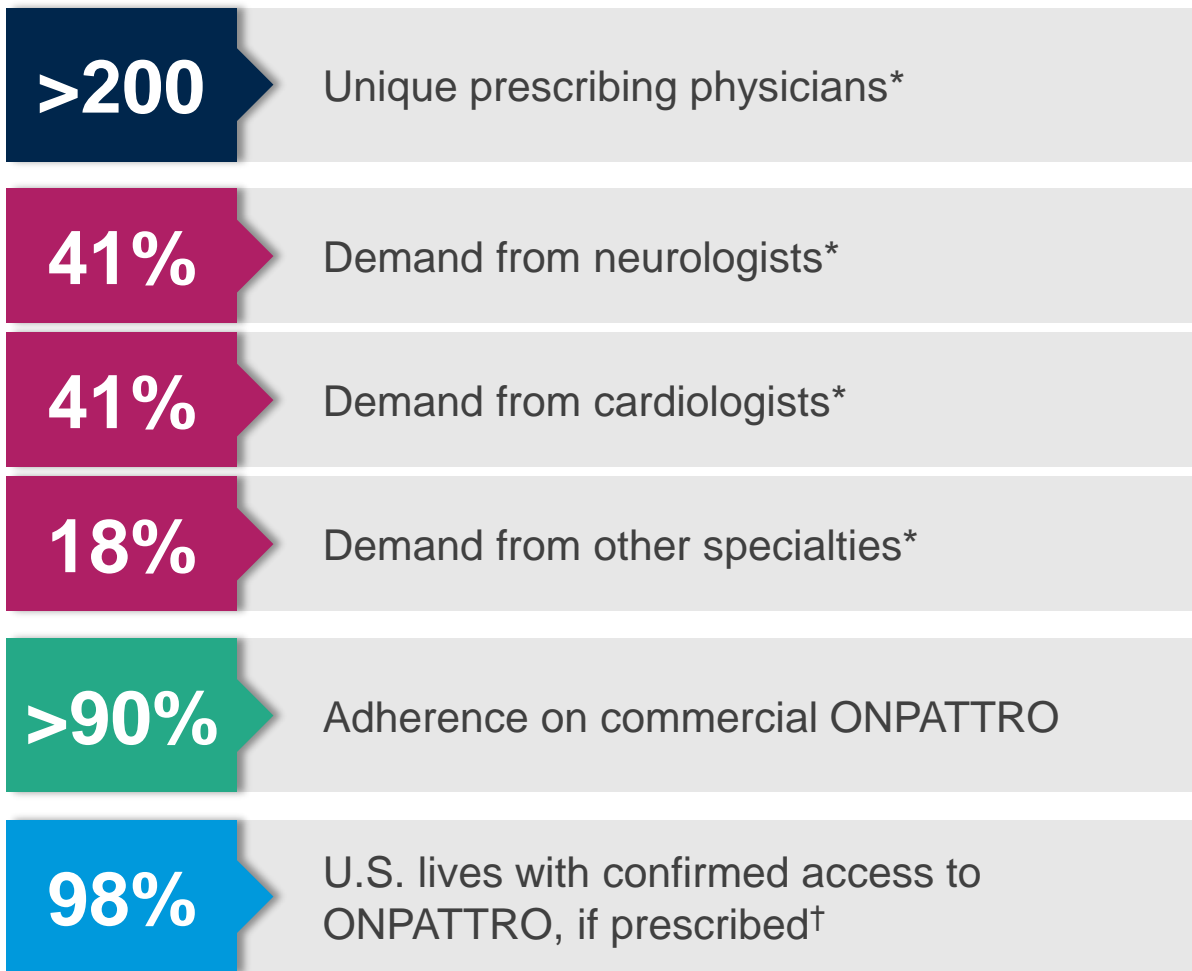 >200
Unique prescribing physicians*
41%
Demand from neurologists*
41%
Demand from cardiologists*
18%
Demand from other specialties*
>90%
Adherence on commercial ONPATTRO
98%
U.S. lives with confirmed access to
ONPATTRO, if prescribed†